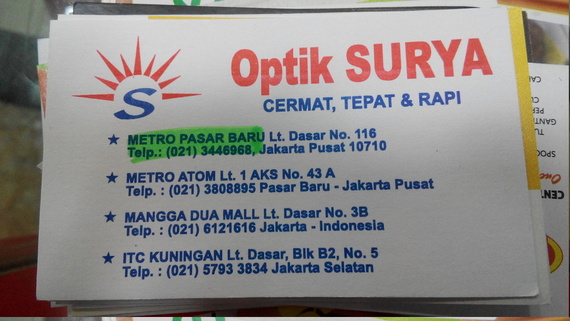 S
Optik SURYA
CERMAT, TEPAT & RAPI
METRO PASAR BARU Lt. Dasar No. 116
Telp.: (021) 3446968, Jakarta Pusat 10710
METRO ATOM Lt. 1 AKS No. 43 A
Telp. : (021) 3808895 Pasar Baru - Jakarta Pusat
MANGGA DUA MALL Lt. Dasar No. 3B
Telp. : (021) 6121616 Jakarta - Indonesia
ITC KUNINGAN Lt. Dasar, Blk B2, No. 5
Telp. : (021) 5793 3834 Jakarta Selatan